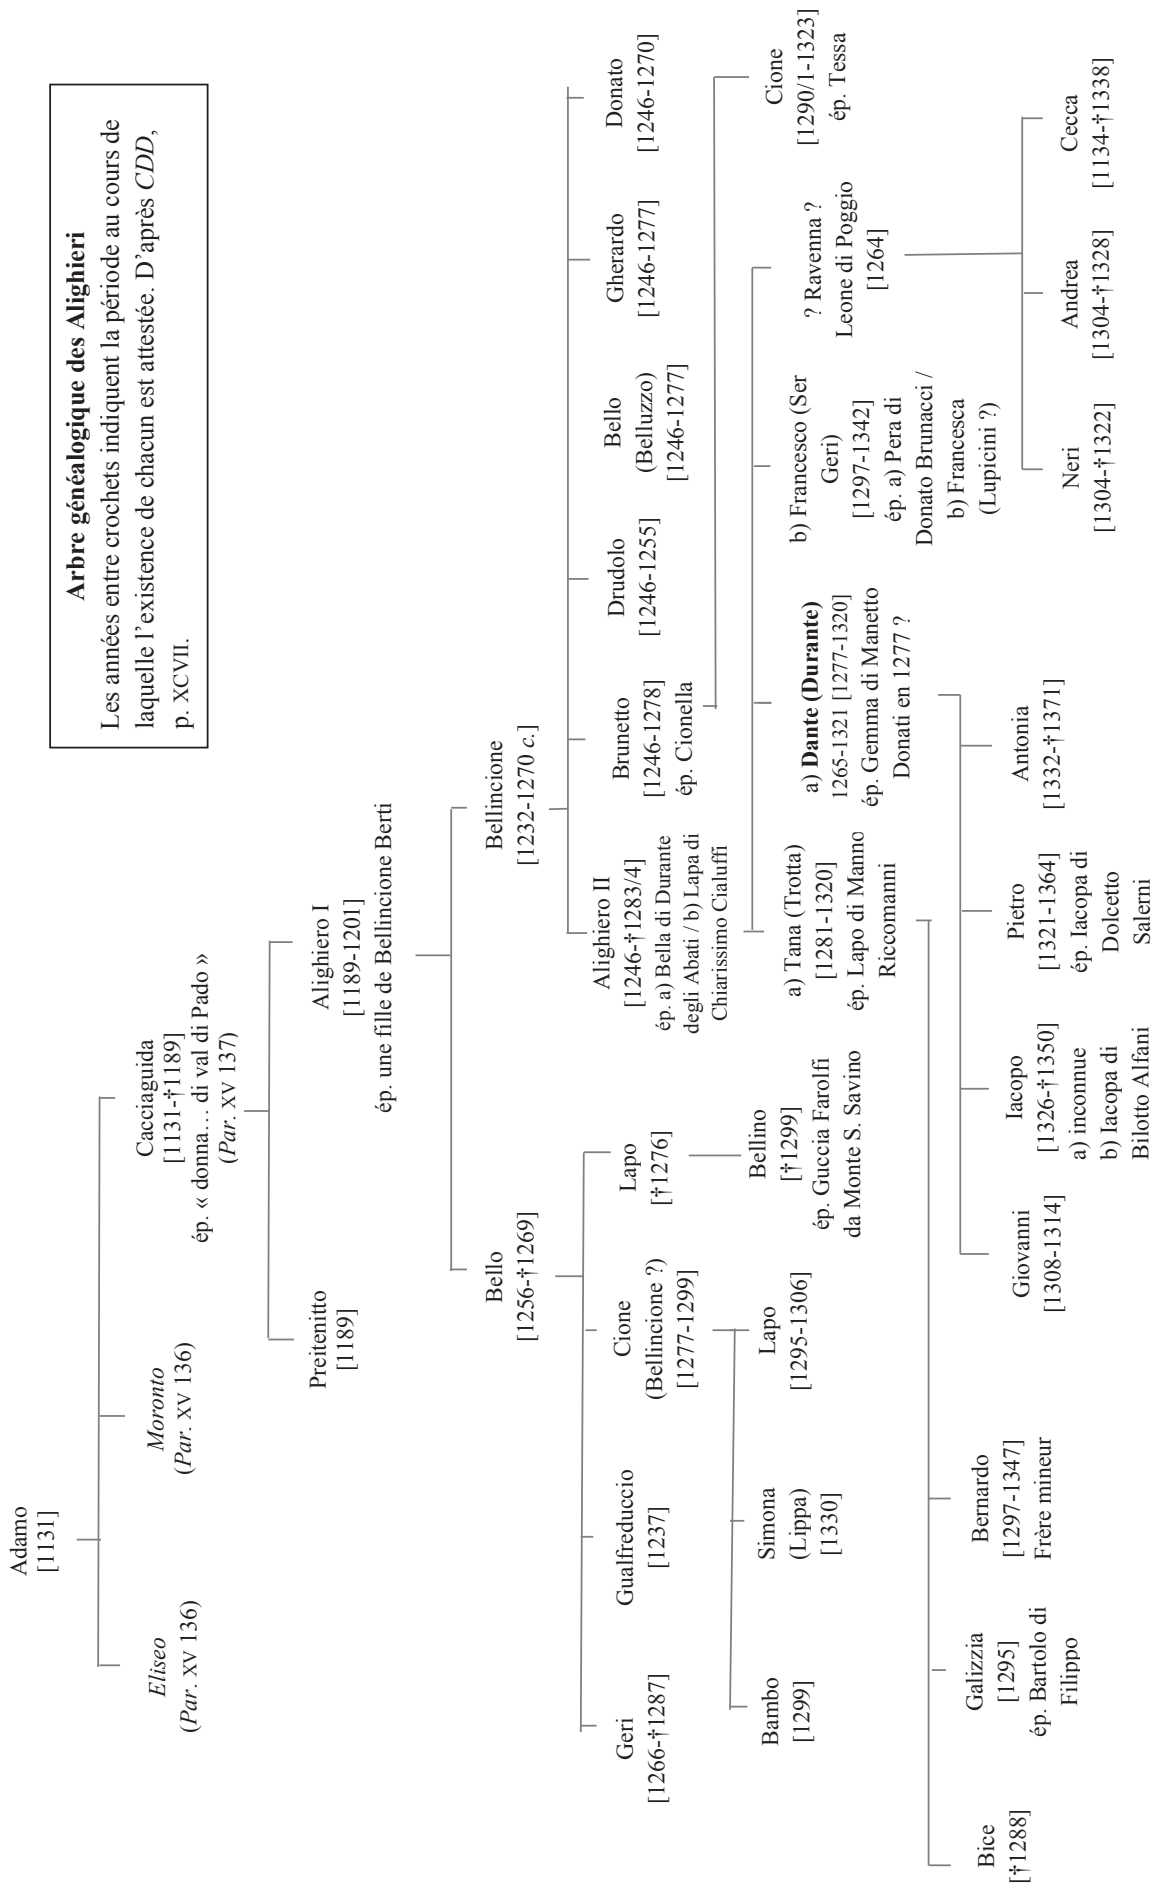 Arbre généalogique des Alighieri
Les années entre crochets indiquent la période au cours de
laquelle l'existence de chacun est attestée. D'après CDD,
p. XCVII.
Adamo
[1131]
Eliseo
(Par. XV 136)
Moronto
(Par. XV 136)
Cacciaguida
[1131-†1189]
ép. « donna… di val di Pado »
(Par. XV 137)
Preitenitto
[1189]
Alighiero I
[1189-1201]
ép. une fille de Bellincione Berti
Bello
[1256-†1269]
Bellincione
[1232-1270 c.]
Geri
[1266-†1287]
Gualfreduccio
[1237]
Cione
(Bellincione ?)
[1277-1299]
Lapo
[†1276]
Alighiero II
[1246-†1283/4]
ép. a) Bella di Durante
degli Abati / b) Lapa di
Chiarissimo Cialuffi
Brunetto
[1246-1278]
ép. Cionella
Drudolo
[1246-1255]
Bello
(Belluzzo)
[1246-1277]
Gherardo
[1246-1277]
Donato
[1246-1270]
Bambo
[1299]
Simona
(Lippa)
[1330]
Lapo
[1295-1306]
Bellino
[†1299]
ép. Guccia Farolfi
da Monte S. Savino
a) Tana (Trotta)
[1281-1320]
ép. Lapo di Manno
Riccomanni
a) Dante (Durante)
1265-1321 [1277-1320]
ép. Gemma di Manetto
Donati en 1277 ?
b) Francesco (Ser
Geri)
[1297-1342]
ép. a) Pera di
Donato Brunacci /
b) Francesca
(Lupicini ?)
? Ravenna ?
Leone di Poggio
[1264]
Cione
[1290/1-1323]
ép. Tessa
Bice
[†1288]
Galizzia
[1295]
ép. Bartolo di
Filippo
Bernardo
[1297-1347]
Frère mineur
Giovanni
[1308-1314]
Iacopo
[1326-†1350]
a) inconnue
b) Iacopa di
Bilotto Alfani
Pietro
[1321-1364]
ép. Iacopa di
Dolcetto
Salerni
Antonia
[1332-†1371]
Neri
[1304-†1322]
Andrea
[1304-†1328]
Cecca
[1134-†1338]